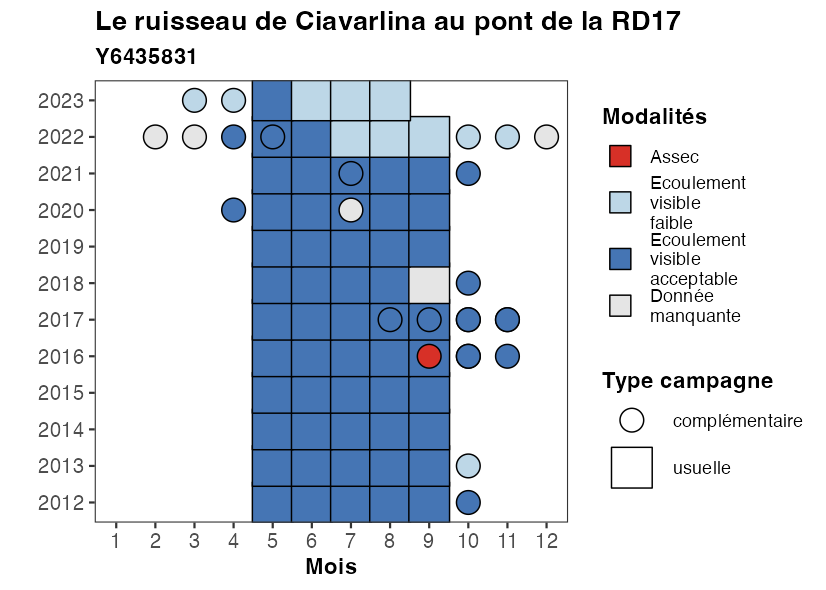 Le ruisseau de Ciavarlina au pont de la RD17
Y6435831
2023
2022
2021
2020
2019
2018
2017
2016
2015
2014
2013
2012
1 2 3 4 5 6 7 8 9 10 11 12
Mois
Modalités
Assec
Ecoulement
visible
faible
Ecoulement
visible
acceptable
Donnée
manquante
Type campagne
complémentaire
usuelle